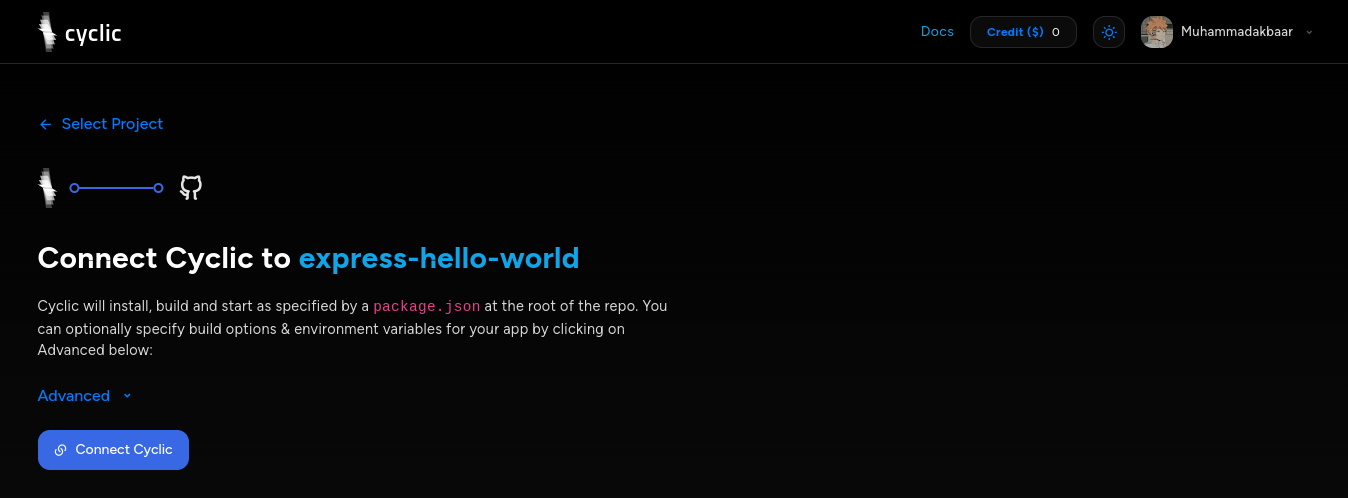 cyclic
Docs
Credit ($) 0
Muhammadakbaar
Select Project
Connect Cyclic to express-hello-world
Cyclic will install, build and start as specified by a package.json at the root of the repo. You
can optionally specify build options & environment variables for your app by clicking on
Advanced below:
Advanced
Connect Cyclic